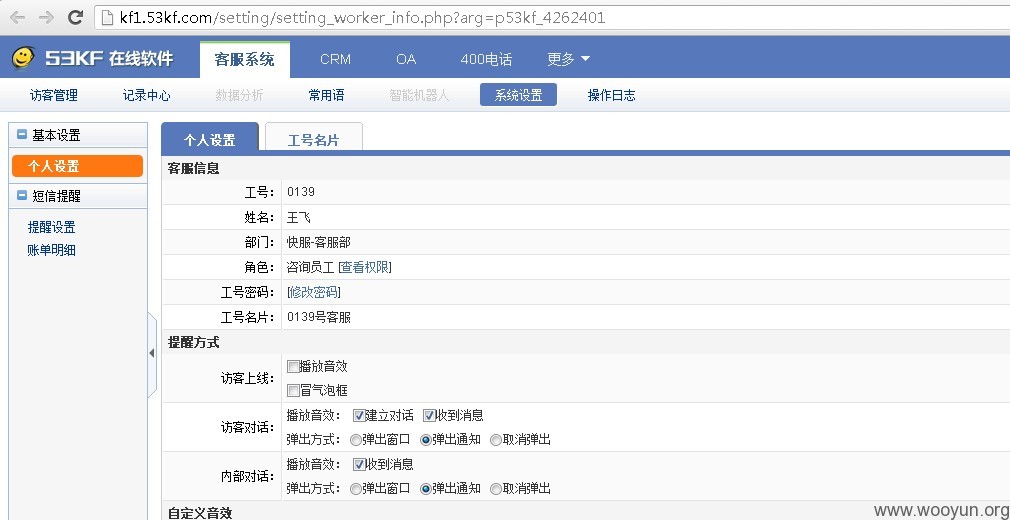 kf1.53kf.com/setting/setting_worker_info.php?arg=p53kf_4262401
53KF 在线软件 客服系统 CRM OA 400电话 更多
访客管理 记录中心 数据分析 常用语 智能机器人 系统设置 操作日志
基本设置
个人设置
短信提醒
提醒设置
账单明细
个人设置 工号名片
客服信息
工号: 0139
姓名: 王飞
部门: 快服-客服部
角色: 咨询员工 [查看权限]
工号密码: [修改密码]
工号名片: 0139号客服
提醒方式
访客上线: 播放音效
冒气泡框
访客对话: 播放音效: 建立对话 收到消息
弹出方式: 弹出窗口 弹出通知 取消弹出
内部对话: 播放音效: 收到消息
弹出方式: 弹出窗口 弹出通知 取消弹出
自定义音效
www.wooyun.org